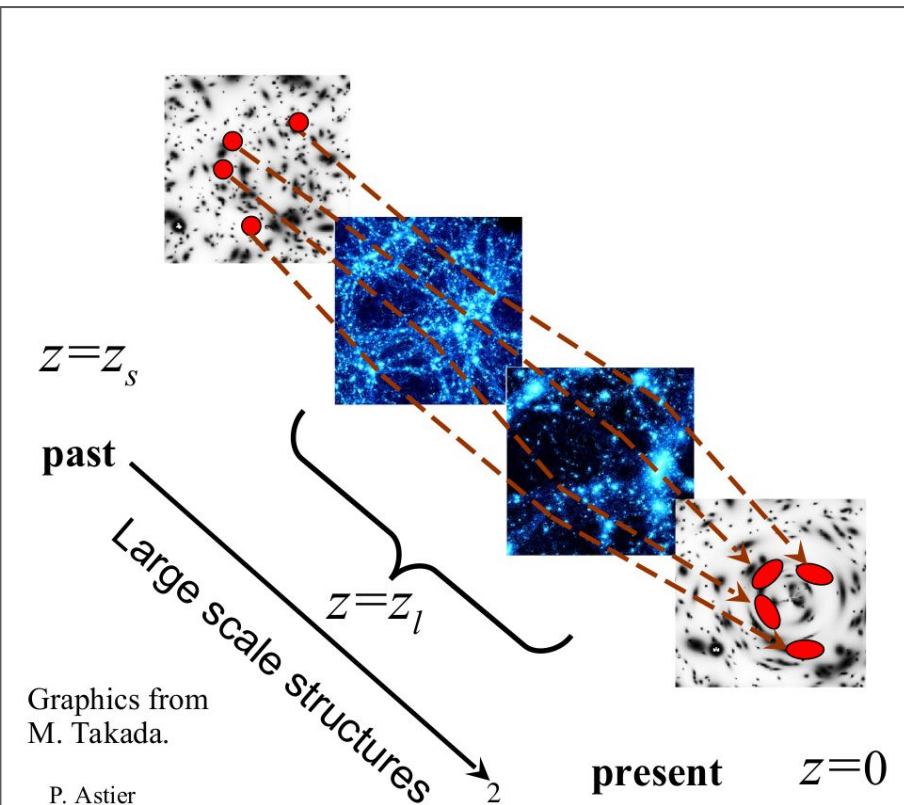 z=z_s
past
Large scale structures
z=z_l
Graphics from
M. Takada.
P. Astier
2
present z=0